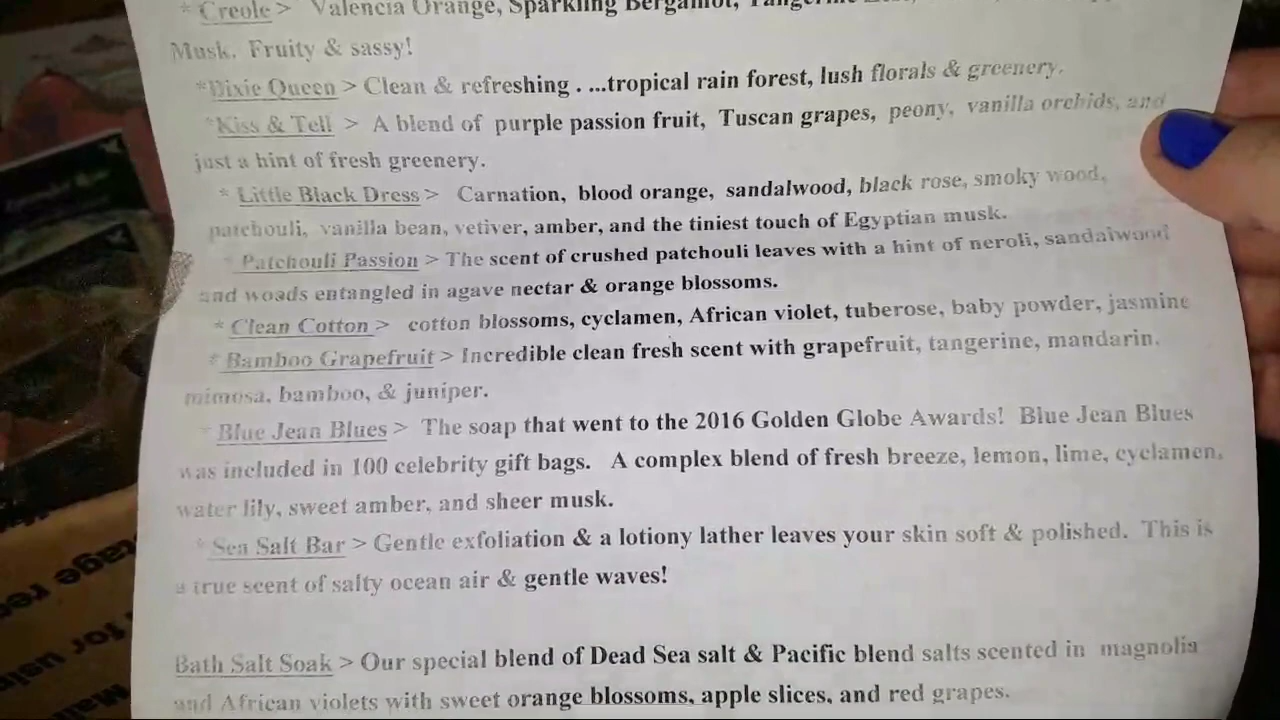 * Creole > Valencia Orange, Sparkling Bergamot, Tangerine
Musk. Fruity & sassy!
*Dixie Queen > Clean & refreshing . ...tropical rain forest, lush florals & greenery.
*Kiss & Tell > A blend of purple passion fruit, Tuscan grapes, peony, vanilla orchids, and
just a hint of fresh greenery.
* Little Black Dress > Carnation, blood orange, sandalwood, black rose, smoky wood,
patchouli, vanilla bean, vetiver, amber, and the tiniest touch of Egyptian musk.
* Patchouli Passion > The scent of crushed patchouli leaves with a hint of neroli, sandalwood
and woods entangled in agave nectar & orange blossoms.
* Clean Cotton > cotton blossoms, cyclamen, African violet, tuberose, baby powder, jasmine
* Bamboo Grapefruit > Incredible clean fresh scent with grapefruit, tangerine, mandarin,
mimosa, bamboo, & juniper.
* Blue Jean Blues > The soap that went to the 2016 Golden Globe Awards! Blue Jean Blues
was included in 100 celebrity gift bags. A complex blend of fresh breeze, lemon, lime, cyclamen,
water lily, sweet amber, and sheer musk.
* Sea Salt Bar > Gentle exfoliation & a lotiony lather leaves your skin soft & polished. This is
a true scent of salty ocean air & gentle waves!
Bath Salt Soak > Our special blend of Dead Sea salt & Pacific blend salts scented in magnolia
and African violets with sweet orange blossoms, apple slices, and red grapes.
for